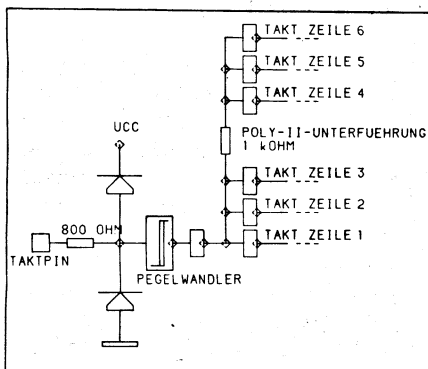 TAKT ZEILE 6
TAKT ZEILE 5
TAKT ZEILE 4
UCC
POLY-II-UNTERFUEHRUNG
1 kOHM
TAKT ZEILE 3
TAKT ZEILE 2
800 OHM
TAKT ZEILE 1
TAKTPIN
PEGELWANDLER